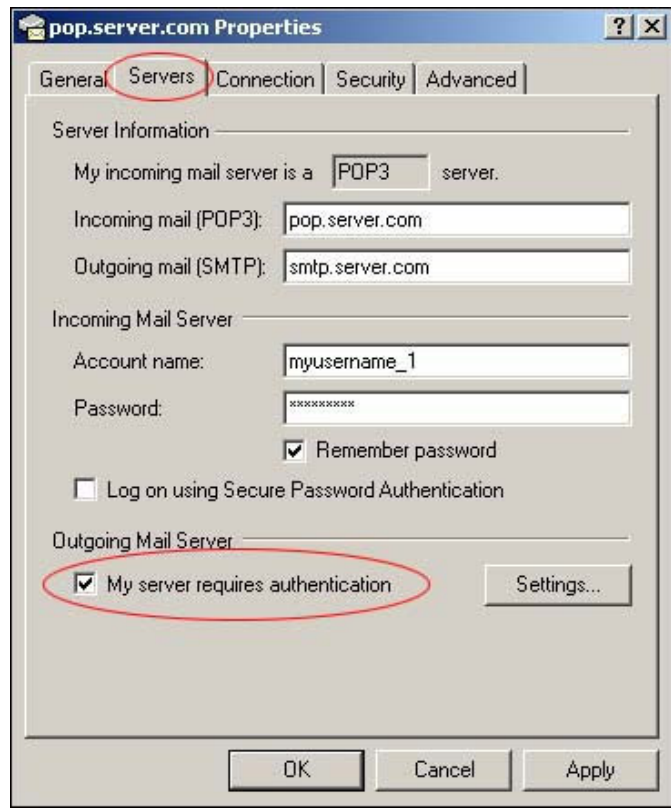 pop.server.com Properties
General Servers Connection Security Advanced
Server Information
My incoming mail server is a POP3 server.
Incoming mail (POP3): pop.server.com
Outgoing mail (SMTP): smtp.server.com
Incoming Mail Server
Account name: myusername_1
Password: *********
Remember password
Log on using Secure Password Authentication
Outgoing Mail Server
My server requires authentication Settings...
OK Cancel Apply